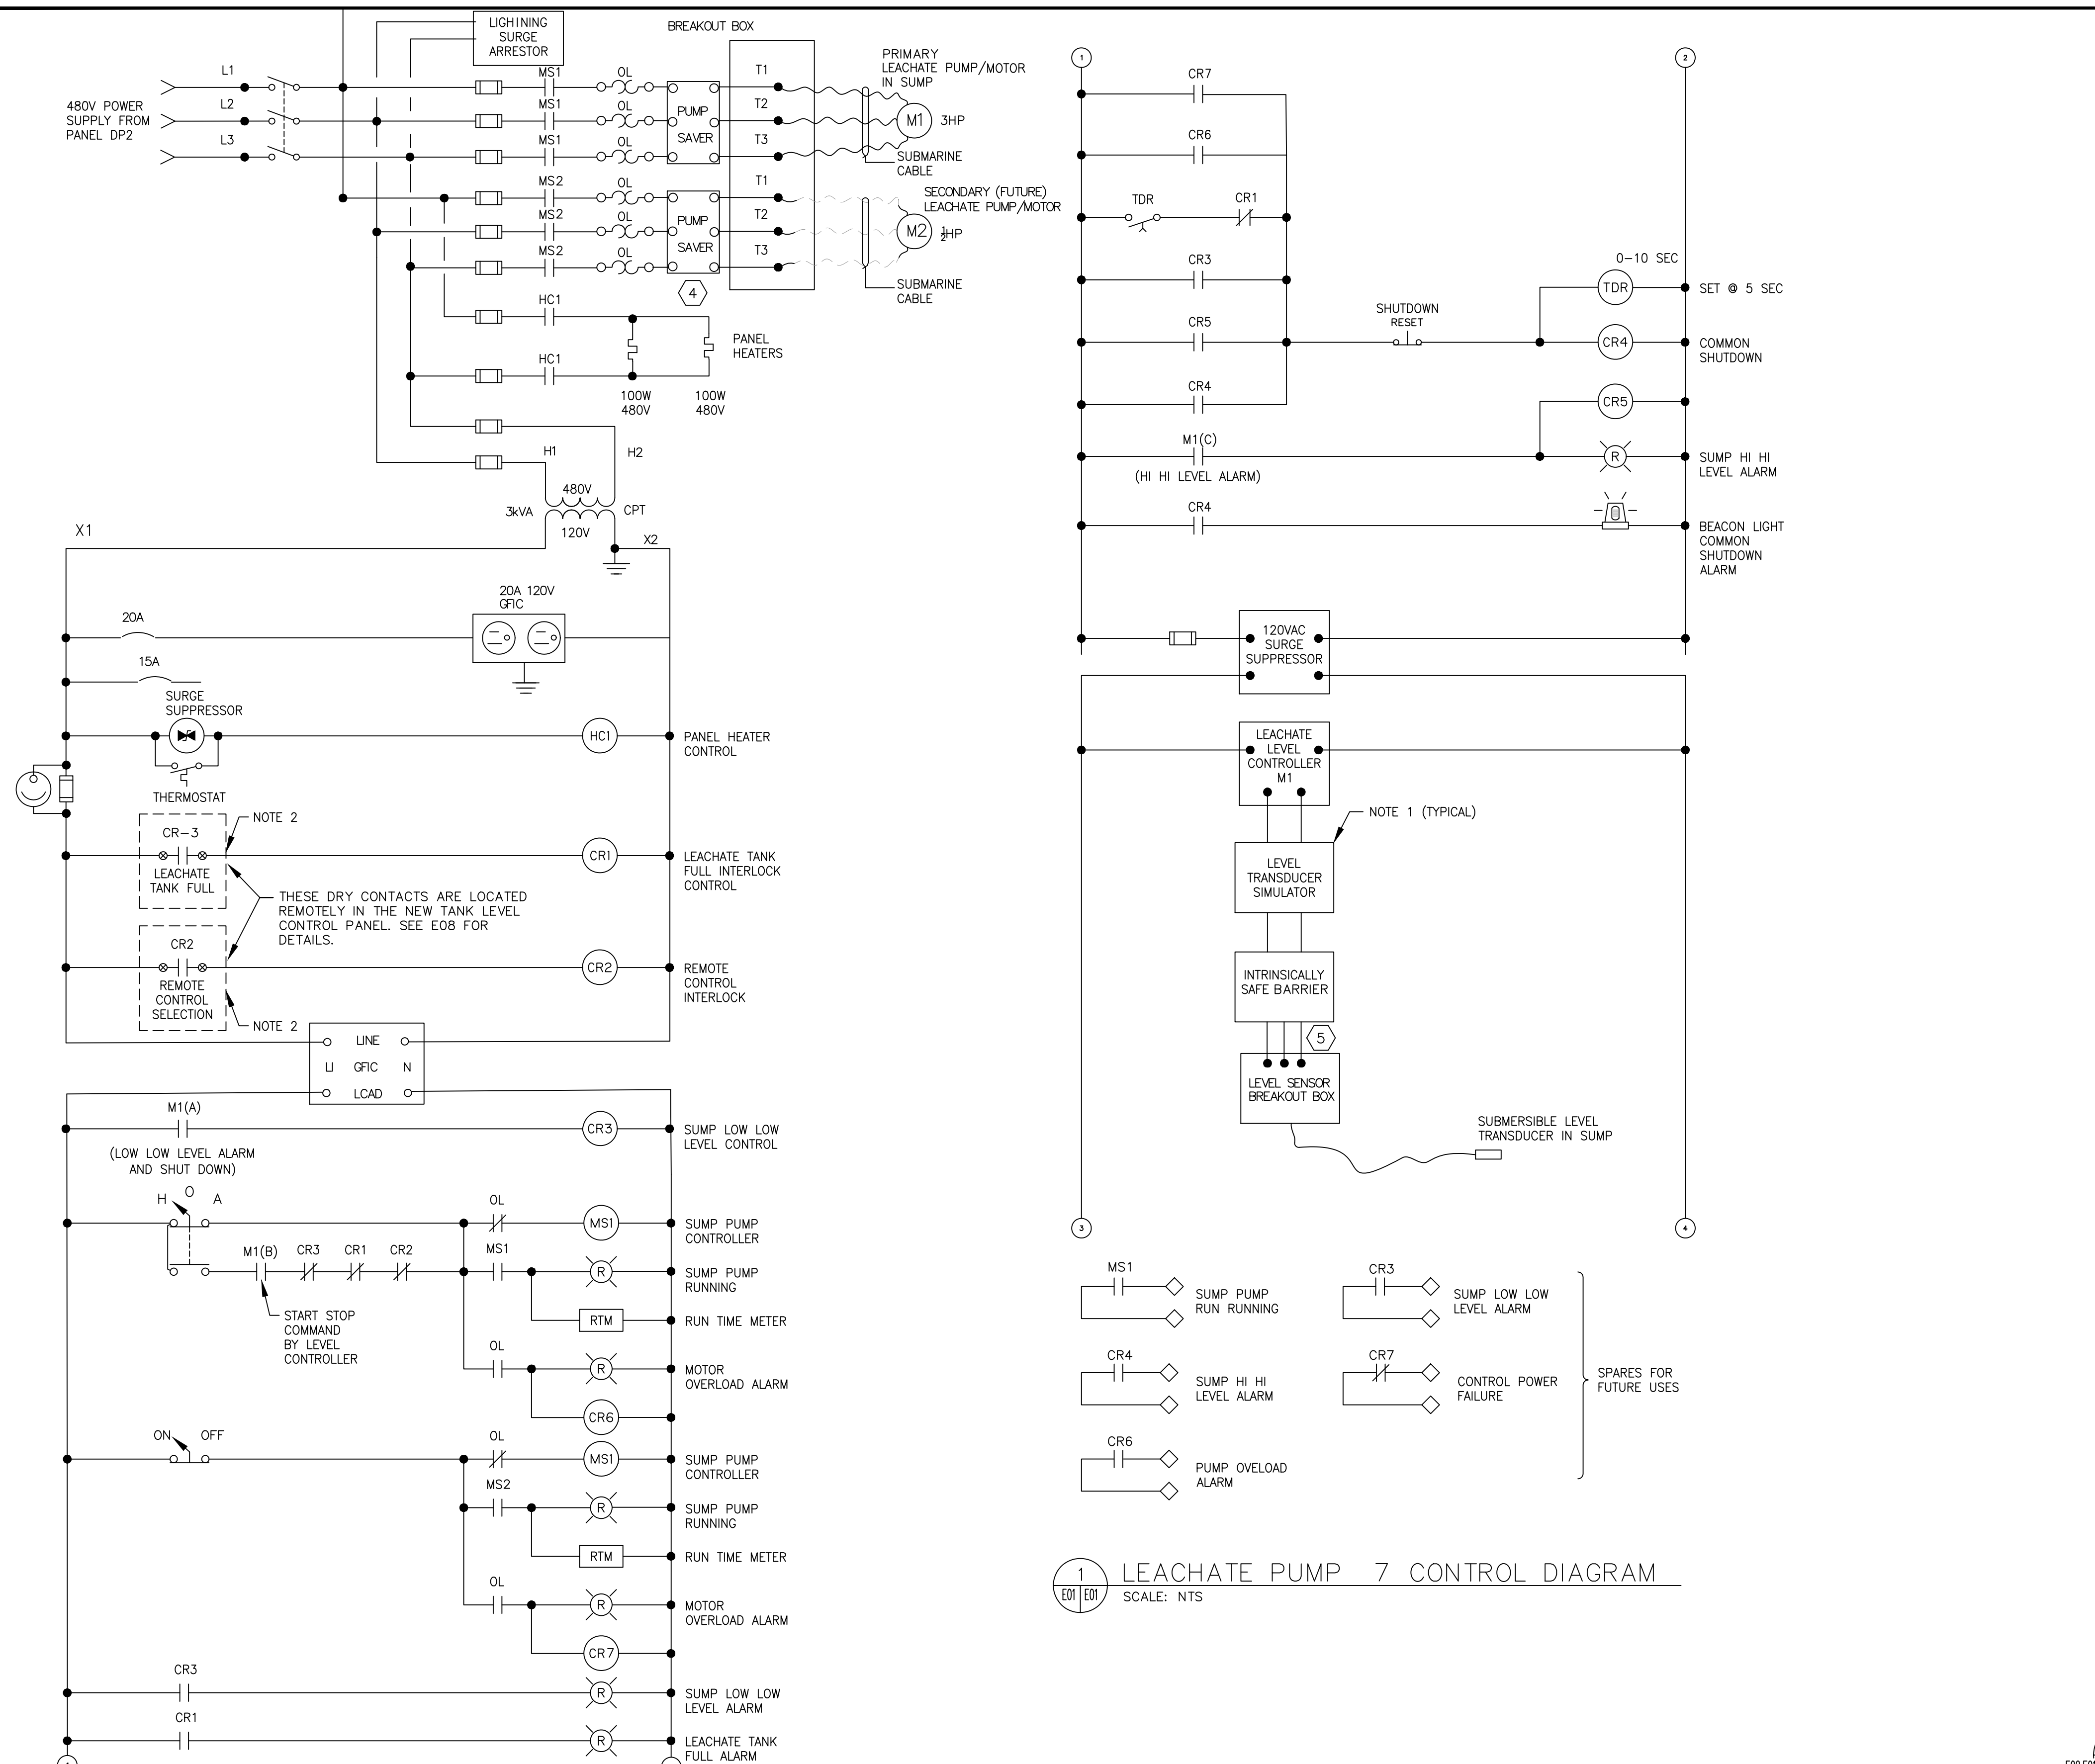 LIGHINING
SURGE
ARRESTOR
BREAKOUT BOX
480V POWER
SUPPLY FROM
PANEL DP2
L1
L2
L3
MS1
OL
MS1
OL
MS1
OL
PUMP
SAVER
T1
T2
T3
PRIMARY
LEACHATE PUMP/MOTOR
IN SUMP
M1
3HP
SUBMARINE
CABLE
MS2
OL
MS2
OL
MS2
OL
PUMP
SAVER
T1
T2
T3
SECONDARY (FUTURE)
LEACHATE PUMP/MOTOR
M2
½HP
SUBMARINE
CABLE
4
HC1
HC1
PANEL
HEATERS
100W
480V
100W
480V
H1
H2
480V
3kVA
CPT
120V
X1
X2
20A 120V
GFIC
20A
15A
SURGE
SUPPRESSOR
HC1
PANEL HEATER
CONTROL
THERMOSTAT
CR-3
LEACHATE
TANK FULL
NOTE 2
CR1
LEACHATE TANK
FULL INTERLOCK
CONTROL
THESE DRY CONTACTS ARE LOCATED
REMOTELY IN THE NEW TANK LEVEL
CONTROL PANEL. SEE E08 FOR
DETAILS.
CR2
REMOTE
CONTROL
SELECTION
NOTE 2
CR2
REMOTE
CONTROL
INTERLOCK
LINE
LI GFIC N
LCAD
M1(A)
(LOW LOW LEVEL ALARM
AND SHUT DOWN)
CR3
SUMP LOW LOW
LEVEL CONTROL
H O A
OL
MS1
SUMP PUMP
CONTROLLER
M1(B)
CR3
CR1
CR2
MS1
R
SUMP PUMP
RUNNING
START STOP
COMMAND
BY LEVEL
CONTROLLER
RTM
RUN TIME METER
OL
R
MOTOR
OVERLOAD ALARM
CR6
ON OFF
OL
MS1
SUMP PUMP
CONTROLLER
MS2
R
SUMP PUMP
RUNNING
RTM
RUN TIME METER
OL
R
MOTOR
OVERLOAD ALARM
CR7
CR3
R
SUMP LOW LOW
LEVEL ALARM
CR1
R
LEACHATE TANK
FULL ALARM
1
2
CR7
CR6
TDR
CR1
CR3
0-10 SEC
TDR
SET @ 5 SEC
CR5
SHUTDOWN
RESET
CR4
COMMON
SHUTDOWN
CR4
CR5
M1(C)
(HI HI LEVEL ALARM)
R
SUMP HI HI
LEVEL ALARM
CR4
BEACON LIGHT
COMMON
SHUTDOWN
ALARM
120VAC
SURGE
SUPPRESSOR
LEACHATE
LEVEL
CONTROLLER
M1
NOTE 1 (TYPICAL)
LEVEL
TRANSDUCER
SIMULATOR
INTRINSICALLY
SAFE BARRIER
5
LEVEL SENSOR
BREAKOUT BOX
SUBMERSIBLE LEVEL
TRANSDUCER IN SUMP
3
4
MS1
SUMP PUMP
RUN RUNNING
CR3
SUMP LOW LOW
LEVEL ALARM
CR4
SUMP HI HI
LEVEL ALARM
CR7
CONTROL POWER
FAILURE
SPARES FOR
FUTURE USES
CR6
PUMP OVELOAD
ALARM
1
E01 E01
LEACHATE PUMP 7 CONTROL DIAGRAM
SCALE: NTS